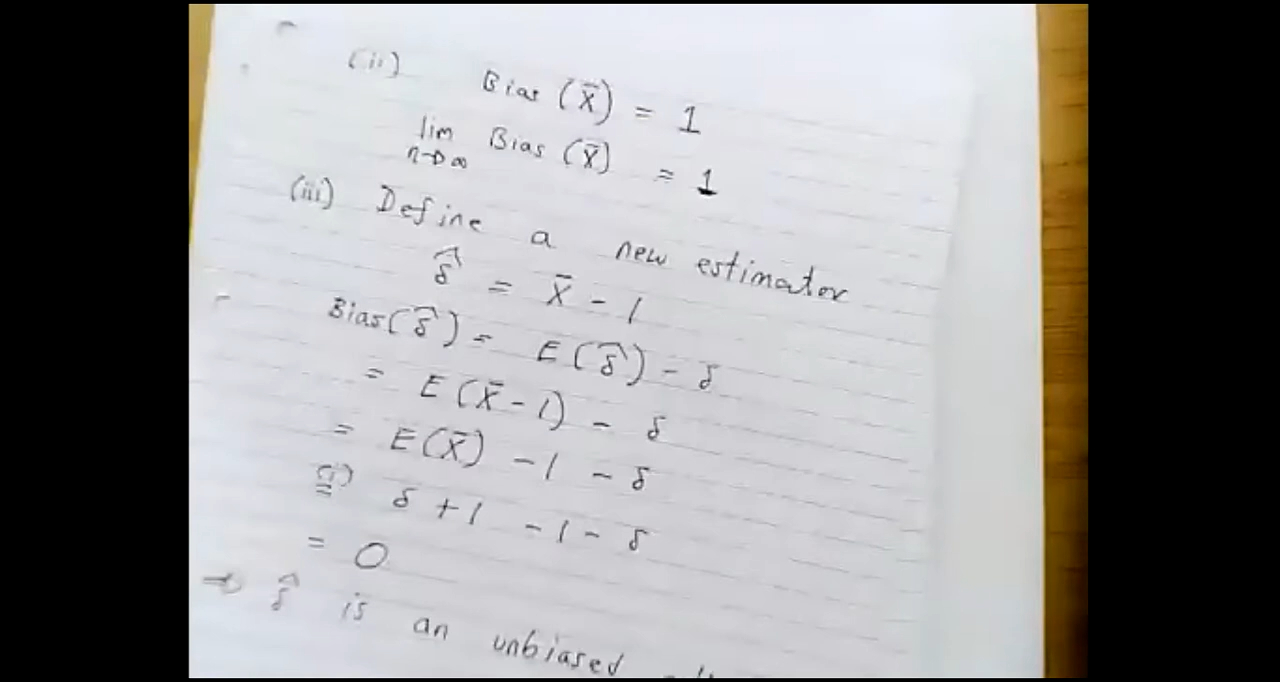 (ii) Bias (X̄) = 1
lim n→∞ Bias (X̄) = 1
(iii) Define a new estimator
δ̂ = X̄ - 1
Bias(δ̂) = E(δ̂) - δ
= E(X̄ - 1) - δ
= E(X̄) - 1 - δ
(i)= δ + 1 - 1 - δ
= 0
⇒ δ̂ is an unbiased